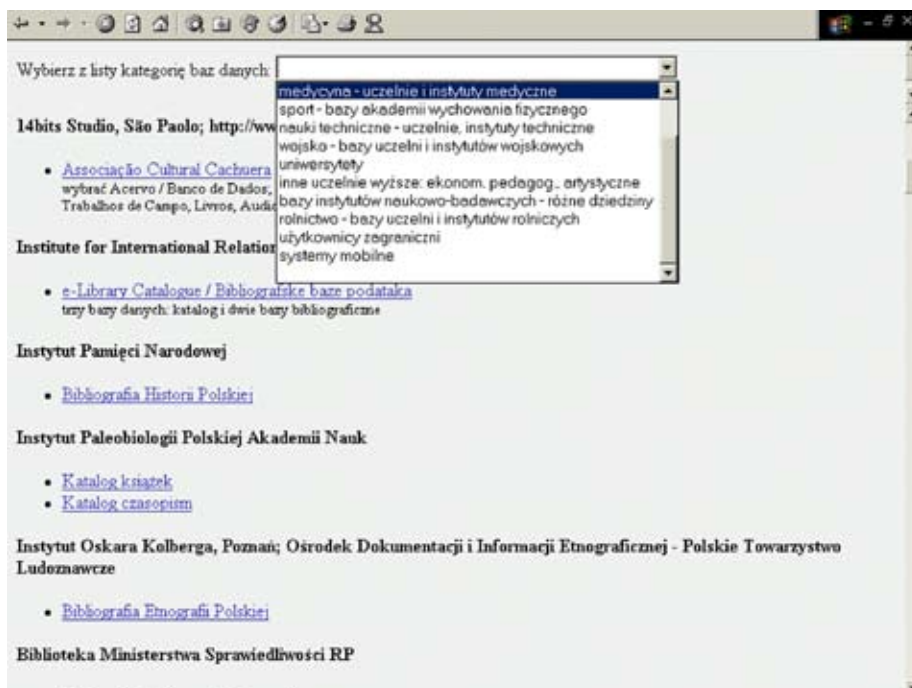 Wybierz z listy kategorię baz danych:
medycyna - uczelnie i instytuty medyczne
sport - bazy akademii wychowania fizycznego
nauki techniczne - uczelnie, instytuty techniczne
wojsko - bazy uczelni i instytutów wojskowych
uniwersytety
inne uczelnie wyższe: ekonom. pedagog., artystyczne
bazy instytutów naukowo-badawczych - różne dziedziny
rolnictwo - bazy uczelni i instytutów rolniczych
użytkownicy zagraniczni
systemy mobilne
14bits Studio, São Paolo; http://ww
Associação Cultural Cachuera
wybrać Acervo / Banco de Dados,
Trabalhos de Campo, Livros, Audio
Institute for International Relation
e-Library Catalogue / Bibliografske baze podataka
trzy bazy danych: katalog i dwie bazy bibliograficzne
Instytut Pamięci Narodowej
Bibliografia Historii Polskiej
Instytut Paleobiologii Polskiej Akademii Nauk
Katalog książek
Katalog czasopism
Instytut Oskara Kolberga, Poznań; Ośrodek Dokumentacji i Informacji Etnograficznej - Polskie Towarzystwo
Ludoznawcze
Bibliografia Etnografii Polskiej
Biblioteka Ministerstwa Sprawiedliwości RP